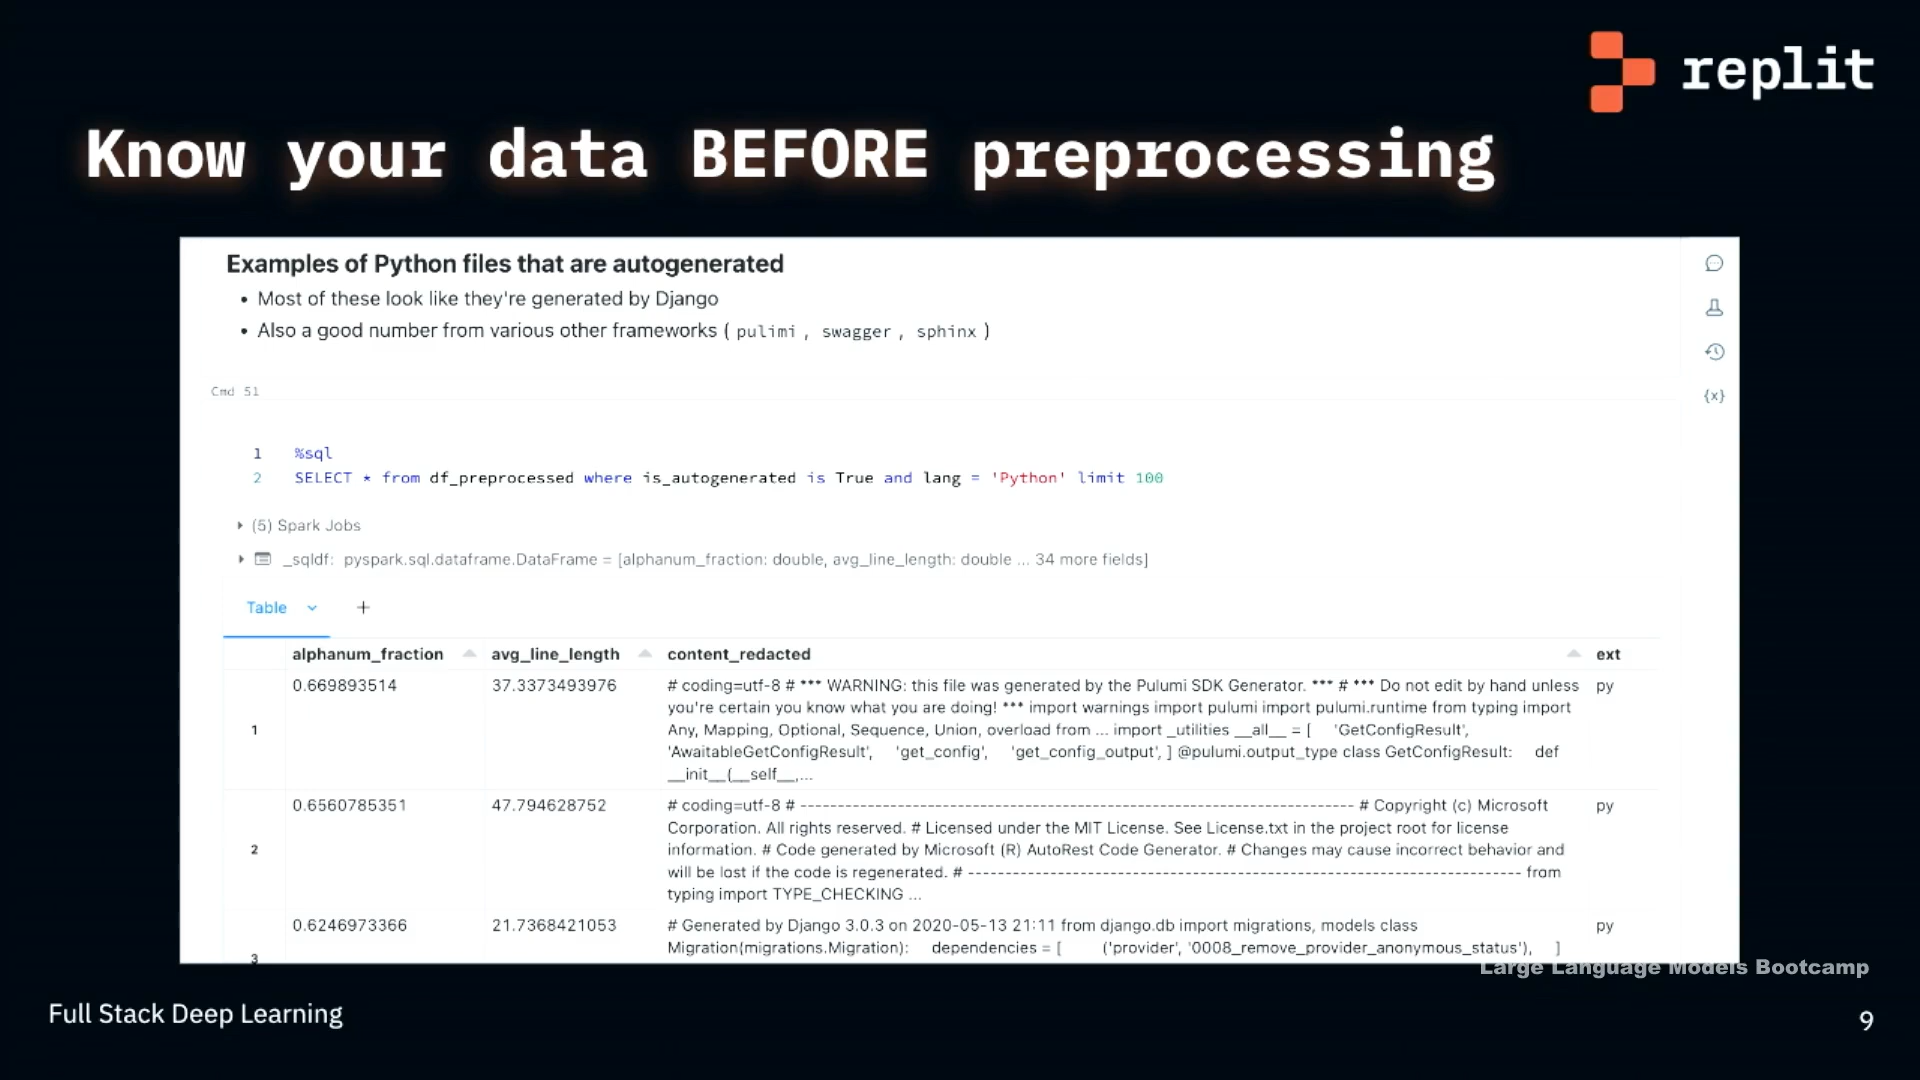 replit
Know your data BEFORE preprocessing
Examples of Python files that are autogenerated
• Most of these look like they're generated by Django
• Also a good number from various other frameworks ( pulimi , swagger , sphinx )
{x}
Cmd 51
1 %sql
2 SELECT * from df_preprocessed where is_autogenerated is True and lang = 'Python' limit 100
(5) Spark Jobs
_sqldf: pyspark.sql.dataframe.DataFrame = [alphanum_fraction: double, avg_line_length: double ... 34 more fields]
Table +
alphanum_fraction avg_line_length content_redacted ext
1 0.669893514 37.3373493976 # coding=utf-8 # *** WARNING: this file was generated by the Pulumi SDK Generator. *** # *** Do not edit by hand unless py
you're certain you know what you are doing! *** import warnings import pulumi import pulumi.runtime from typing import
Any, Mapping, Optional, Sequence, Union, overload from ... import _utilities __all__ = [ 'GetConfigResult',
'AwaitableGetConfigResult', 'get_config', 'get_config_output', ] @pulumi.output_type class GetConfigResult: def
__init__(__self__,...
2 0.6560785351 47.794628752 # coding=utf-8 # -------------------------------------------------------------------------- # Copyright (c) Microsoft py
Corporation. All rights reserved. # Licensed under the MIT License. See License.txt in the project root for license
information. # Code generated by Microsoft (R) AutoRest Code Generator. # Changes may cause incorrect behavior and
will be lost if the code is regenerated. # -------------------------------------------------------------------------- from
typing import TYPE_CHECKING ...
3 0.6246973366 21.7368421053 # Generated by Django 3.0.3 on 2020-05-13 21:11 from django.db import migrations, models class py
Migration(migrations.Migration): dependencies = [ ('provider', '0008_remove_provider_anonymous_status'), ]
Large Language Models Bootcamp
Full Stack Deep Learning
9